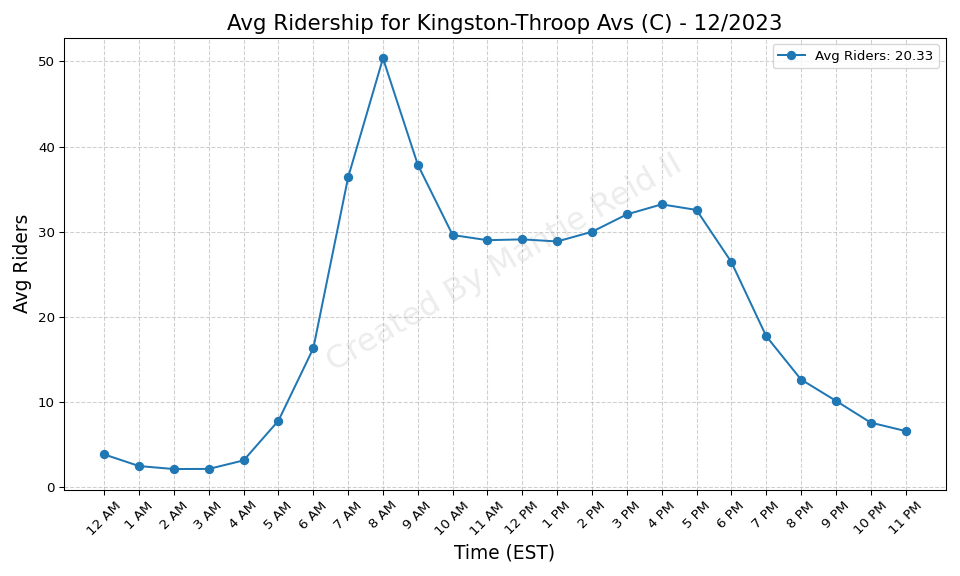 Avg Ridership for Kingston-Throop Avs (C) - 12/2023
Avg Riders: 20.33
50
40
30
20
10
0
Avg Riders
Created By Mantie Reid II
12 AM
1 AM
2 AM
3 AM
4 AM
5 AM
6 AM
7 AM
8 AM
9 AM
10 AM
11 AM
12 PM
1 PM
2 PM
3 PM
4 PM
5 PM
6 PM
7 PM
8 PM
9 PM
10 PM
11 PM
Time (EST)